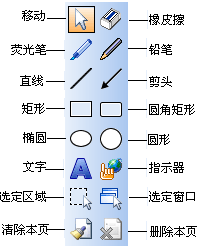 移动 橡皮擦
荧光笔 铅笔
直线 剪头
矩形 圆角矩形
椭圆 圆形
文字 A 指示器
选定区域 选定窗口
清除本页 删除本页